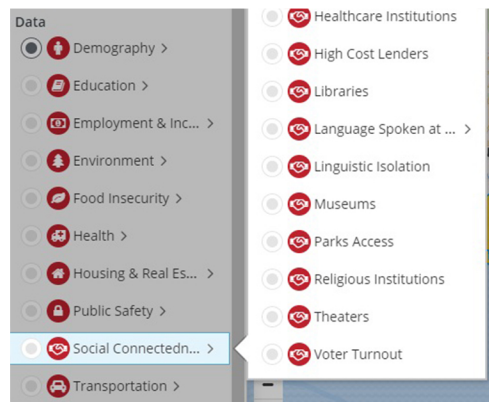 Data
Demography >
Education >
Employment & Inc... >
Environment >
Food Insecurity >
Health >
Housing & Real Es... >
Public Safety >
Social Connectedn... >
Transportation >
Healthcare Institutions
High Cost Lenders
Libraries
Language Spoken at ... >
Linguistic Isolation
Museums
Parks Access
Religious Institutions
Theaters
Voter Turnout